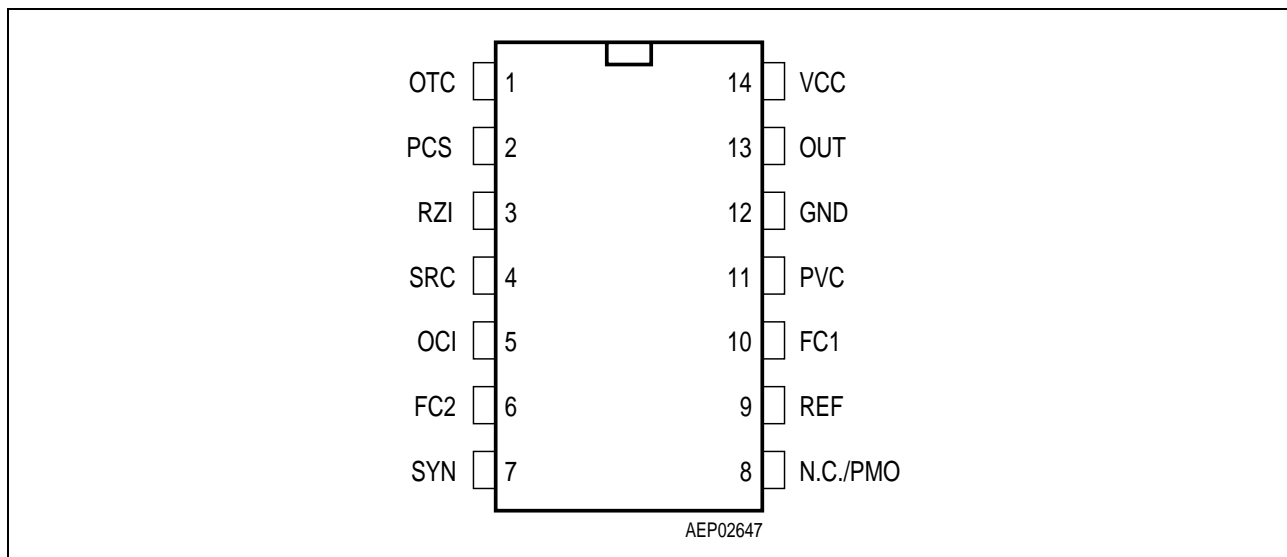 OTC 1 14 VCC
PCS 2 13 OUT
RZI 3 12 GND
SRC 4 11 PVC
OCI 5 10 FC1
FC2 6 9 REF
SYN 7 8 N.C./PMO
AEP02647